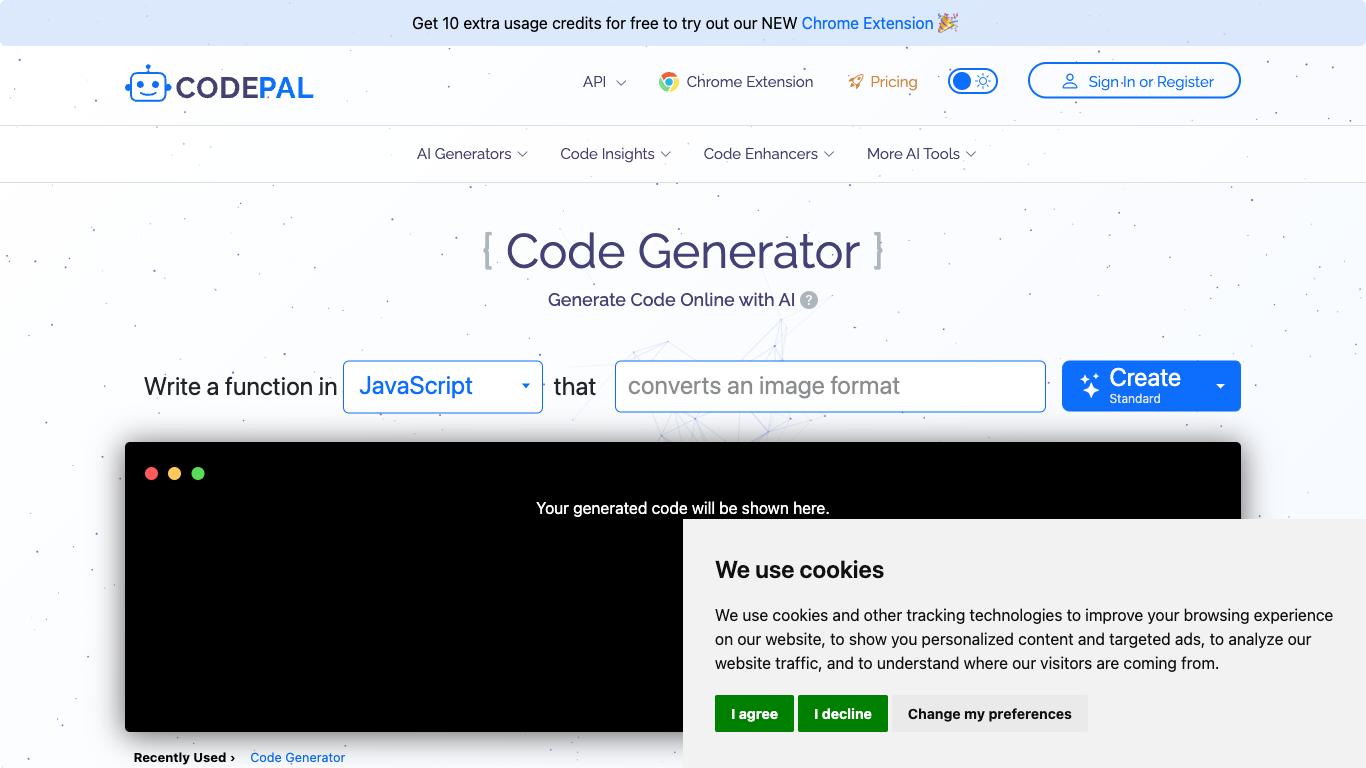 Get 10 extra usage credits for free to try out our NEW Chrome Extension 🎉
CODEPAL
API
Chrome Extension
Pricing
Sign In or Register
AI Generators
Code Insights
Code Enhancers
More AI Tools
{ Code Generator }
Generate Code Online with AI ?
Write a function in JavaScript that converts an image format
Create
Standard
Your generated code will be shown here.
We use cookies
We use cookies and other tracking technologies to improve your browsing experience
on our website, to show you personalized content and targeted ads, to analyze our
website traffic, and to understand where our visitors are coming from.
I agree
I decline
Change my preferences
Recently Used › Code Generator